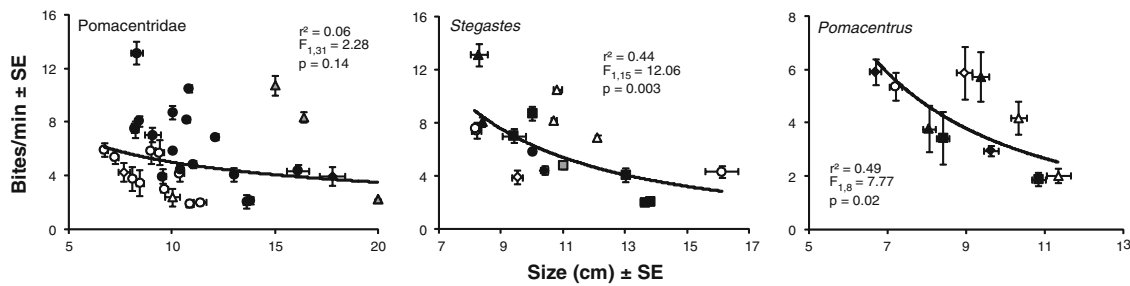 Pomacentridae
r² = 0.06
F1,31 = 2.28
p = 0.14
Stegastes
r² = 0.44
F1,15 = 12.06
p = 0.003
Pomacentrus
r² = 0.49
F1,8 = 7.77
p = 0.02
Bites/min ± SE
16
12
8
4
0
5 10 15 20
16
12
8
4
0
7 9 11 13 15 17
8
6
4
2
0
5 7 9 11 13
Size (cm) ± SE